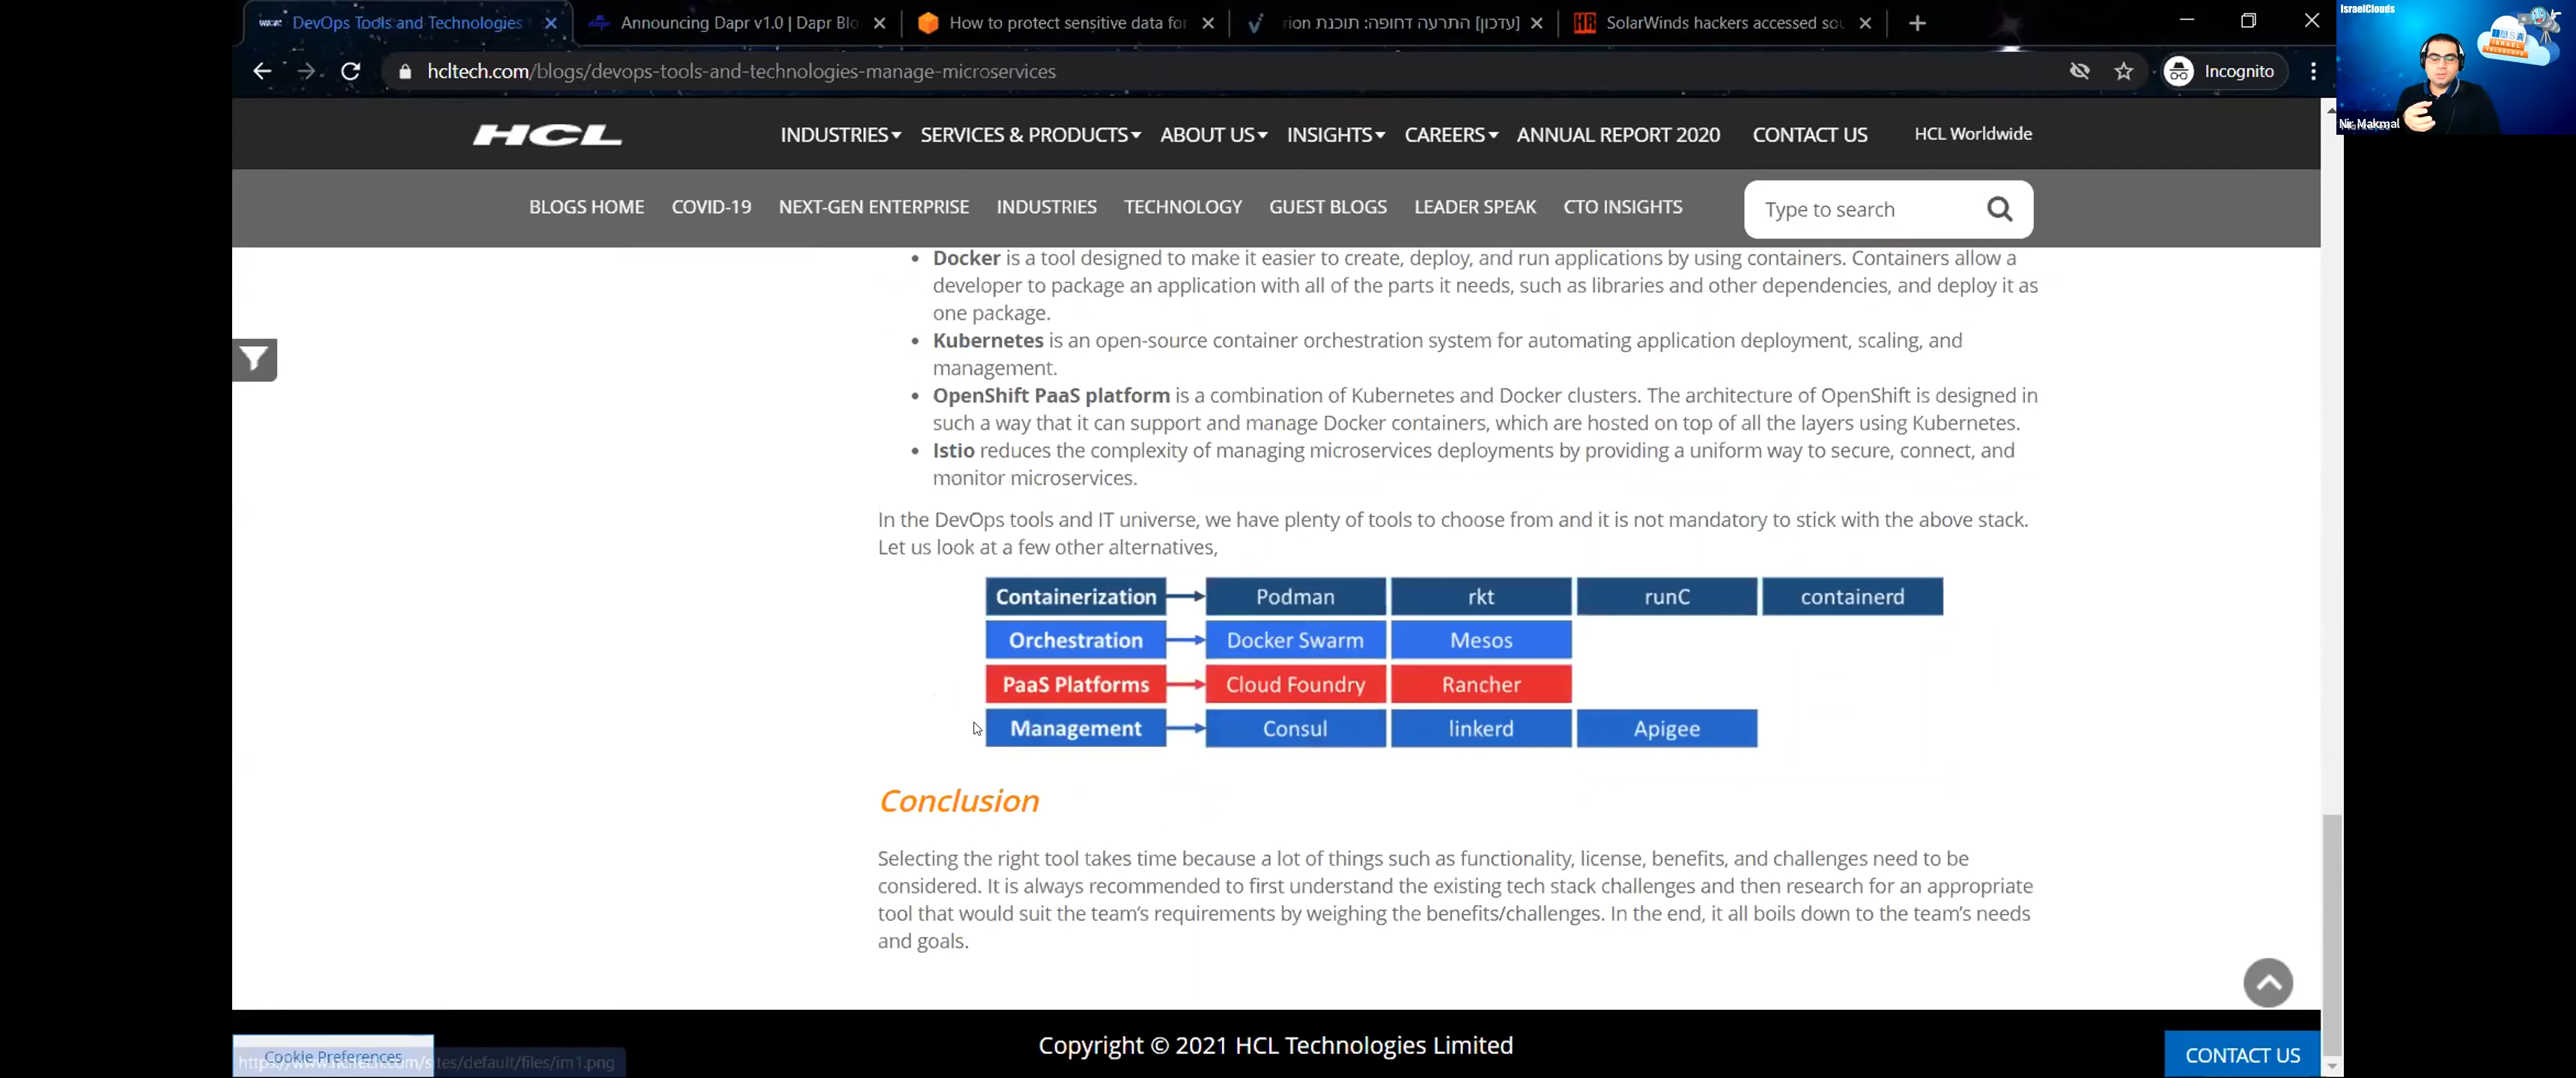 DevOps Tools and Technologies
Announcing Dapr v1.0 | Dapr Blo
How to protect sensitive data for
[עדכון] התרעה דחופה: תוכנת rion
SolarWinds hackers accessed sou
IsraelClouds
hcltech.com/blogs/devops-tools-and-technologies-manage-microservices
Incognito
Nir Makmal
HCL
INDUSTRIES SERVICES & PRODUCTS ABOUT US INSIGHTS CAREERS ANNUAL REPORT 2020 CONTACT US HCL Worldwide
BLOGS HOME COVID-19 NEXT-GEN ENTERPRISE INDUSTRIES TECHNOLOGY GUEST BLOGS LEADER SPEAK CTO INSIGHTS Type to search
• Docker is a tool designed to make it easier to create, deploy, and run applications by using containers. Containers allow a
developer to package an application with all of the parts it needs, such as libraries and other dependencies, and deploy it as
one package.
• Kubernetes is an open-source container orchestration system for automating application deployment, scaling, and
management.
• OpenShift PaaS platform is a combination of Kubernetes and Docker clusters. The architecture of OpenShift is designed in
such a way that it can support and manage Docker containers, which are hosted on top of all the layers using Kubernetes.
• Istio reduces the complexity of managing microservices deployments by providing a uniform way to secure, connect, and
monitor microservices.
In the DevOps tools and IT universe, we have plenty of tools to choose from and it is not mandatory to stick with the above stack.
Let us look at a few other alternatives,
Containerization Podman rkt runC containerd
Orchestration Docker Swarm Mesos
PaaS Platforms Cloud Foundry Rancher
Management Consul linkerd Apigee
Conclusion
Selecting the right tool takes time because a lot of things such as functionality, license, benefits, and challenges need to be
considered. It is always recommended to first understand the existing tech stack challenges and then research for an appropriate
tool that would suit the team's requirements by weighing the benefits/challenges. In the end, it all boils down to the team's needs
and goals.
Cookie Preferences
https://www.hcltech.com/sites/default/files/im1.png
Copyright © 2021 HCL Technologies Limited
CONTACT US